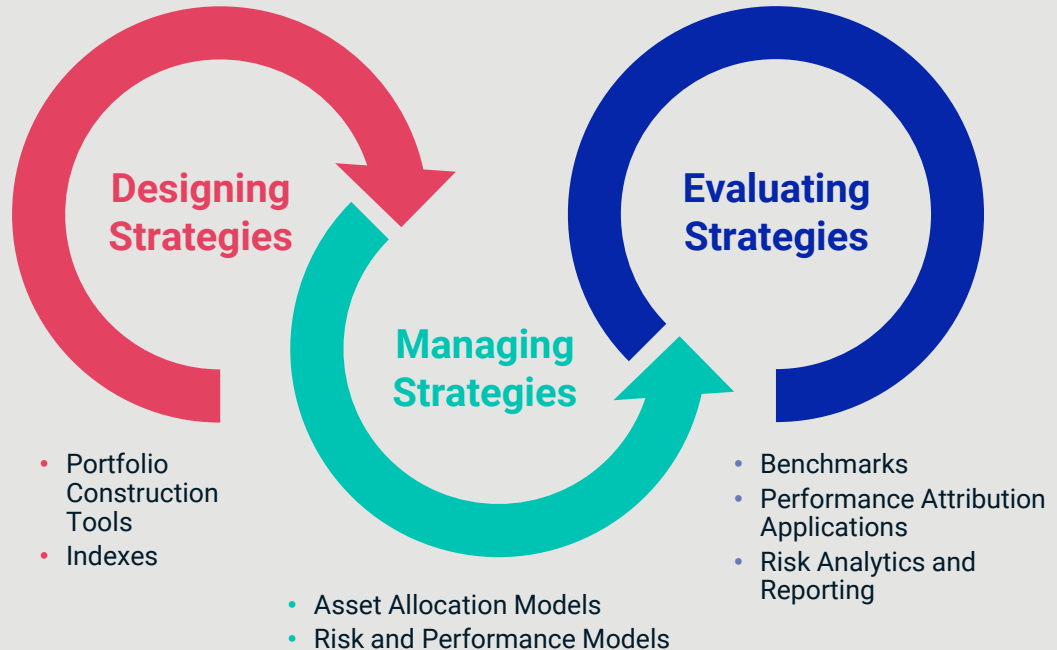 Designing
Strategies
Managing
Strategies
Evaluating
Strategies
• Portfolio
Construction
Tools
• Indexes
• Asset Allocation Models
• Risk and Performance Models
• Benchmarks
• Performance Attribution
Applications
• Risk Analytics and
Reporting